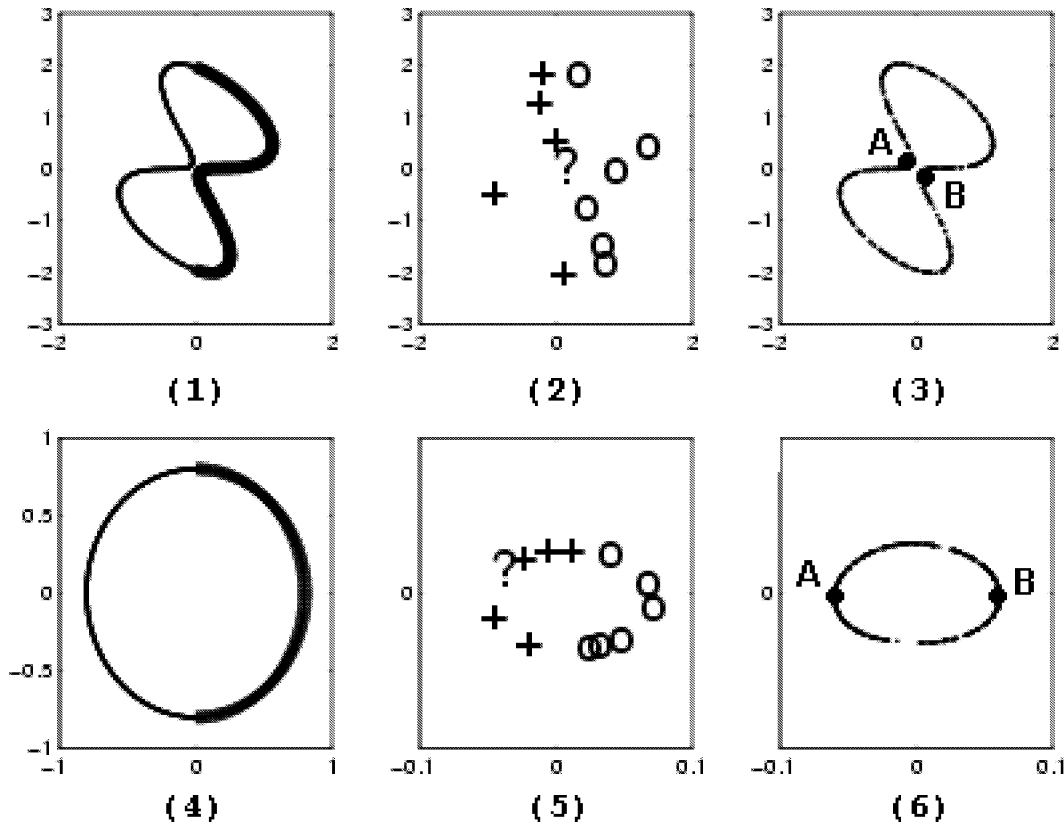 3 3 3
2 2 2
1 1 1 A
0 0 ? 0
-1 -1 -1 B
-2 -2 -2
-3 -3 -3
-2 0 2 -2 0 2 -2 0 2
(1) (2) (3)
1
0.5
0 0 ? 0 A B
-0.5
-1
-1 0 1 -0.1 0 0.1 -0.1 0 0.1
(4) (5) (6)